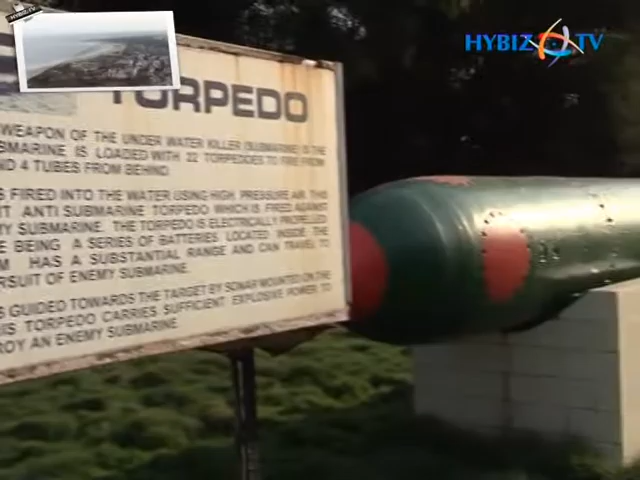 HYBIZ TV
TORPEDO
WEAPON OF THE UNDER WATER KILLER (SUBMARINE). THE
BMARINE IS LOADED WITH 22 TORPEDOES TO FIRE FROM
ND 4 TUBES FROM BEHIND
FIRED INTO THE WATER USING HIGH PRESSURE AIR. THIS
ANTI SUBMARINE TORPEDO WHICH IS FIRED AGAINST
SUBMARINE. THE TORPEDO IS ELECTRICALLY PROPELLED
E BEING A SERIES OF BATTERIES LOCATED INSIDE. THE
HAS A SUBSTANTIAL RANGE AND CAN TRAVEL TO
RSUIT OF ENEMY SUBMARINE.
S GUIDED TOWARDS THE TARGET BY SONAR MOUNTED ON THE
HIS TORPEDO CARRIES SUFFICIENT EXPLOSIVE POWER TO
ROY AN ENEMY SUBMARINE